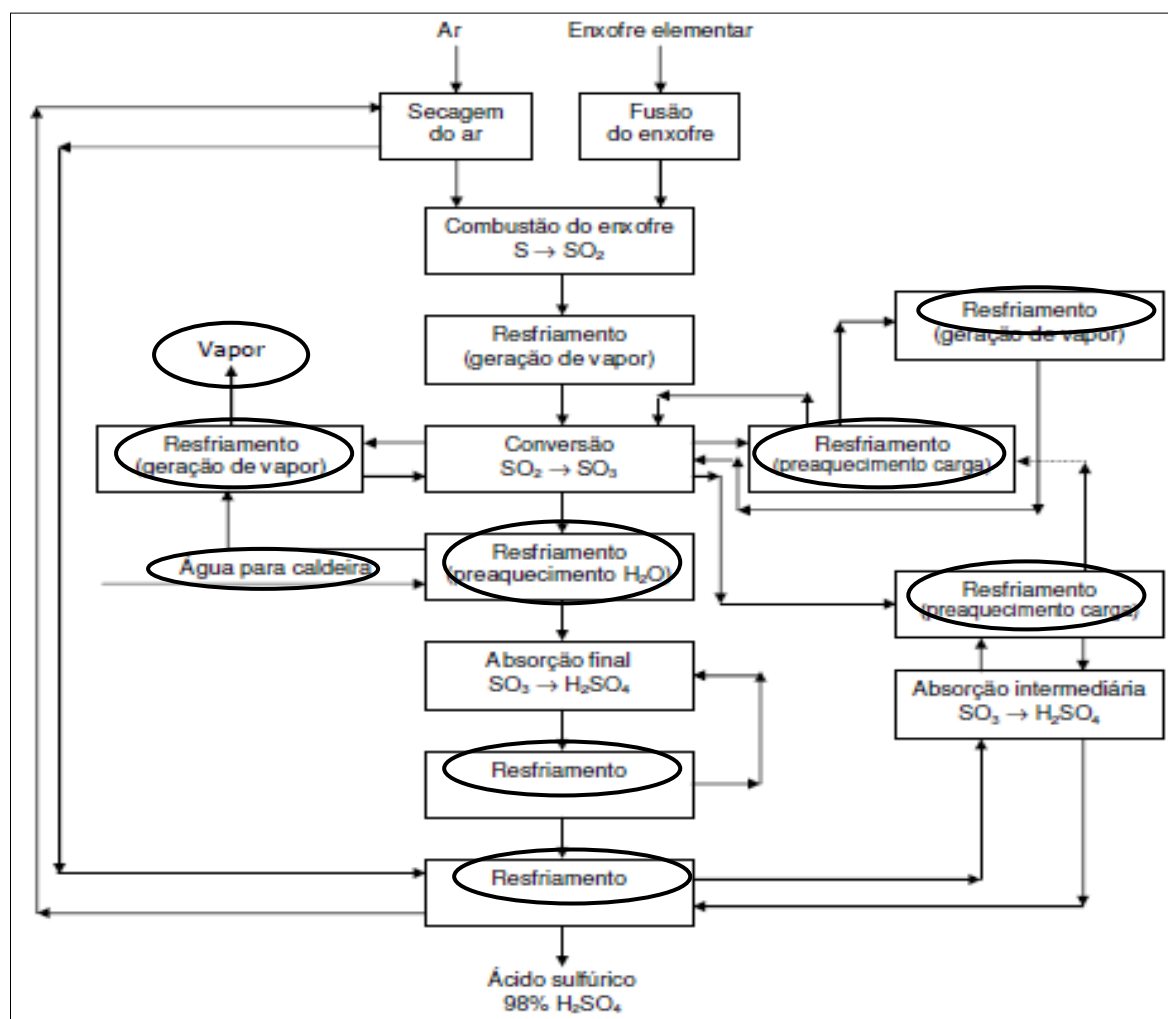 Ar
Enxofre elementar
Secagem
do ar
Fusão
do enxofre
Combustão do enxofre
S → SO₂
Resfriamento
(geração de vapor)
Resfriamento
(geração de vapor)
Vapor
Resfriamento
(geração de vapor)
Conversão
SO₂ → SO₃
Resfriamento
(preaquecimento carga)
Água para caldeira
Resfriamento
(preaquecimento H₂O)
Resfriamento
(preaquecimento carga)
Absorção final
SO₃ → H₂SO₄
Absorção intermediária
SO₃ → H₂SO₄
Resfriamento
Resfriamento
Ácido sulfúrico
98% H₂SO₄